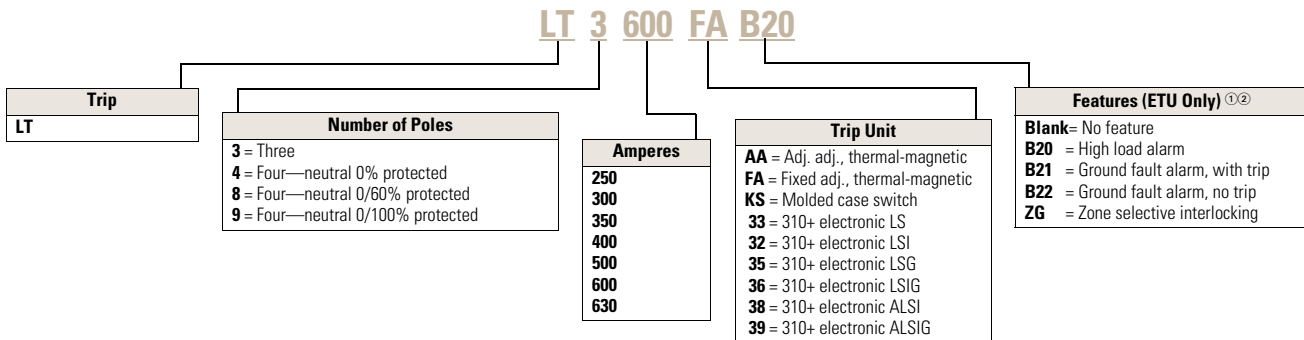 LT 3 600 FA B20
Trip
LT
Number of Poles
3 = Three
4 = Four—neutral 0% protected
8 = Four—neutral 0/60% protected
9 = Four—neutral 0/100% protected
Amperes
250
300
350
400
500
600
630
Trip Unit
AA = Adj. adj., thermal-magnetic
FA = Fixed adj., thermal-magnetic
KS = Molded case switch
33 = 310+ electronic LS
32 = 310+ electronic LSI
35 = 310+ electronic LSG
36 = 310+ electronic LSIG
38 = 310+ electronic ALSI
39 = 310+ electronic ALSIG
Features (ETU Only) ①②
Blank= No feature
B20 = High load alarm
B21 = Ground fault alarm, with trip
B22 = Ground fault alarm, no trip
ZG = Zone selective interlocking